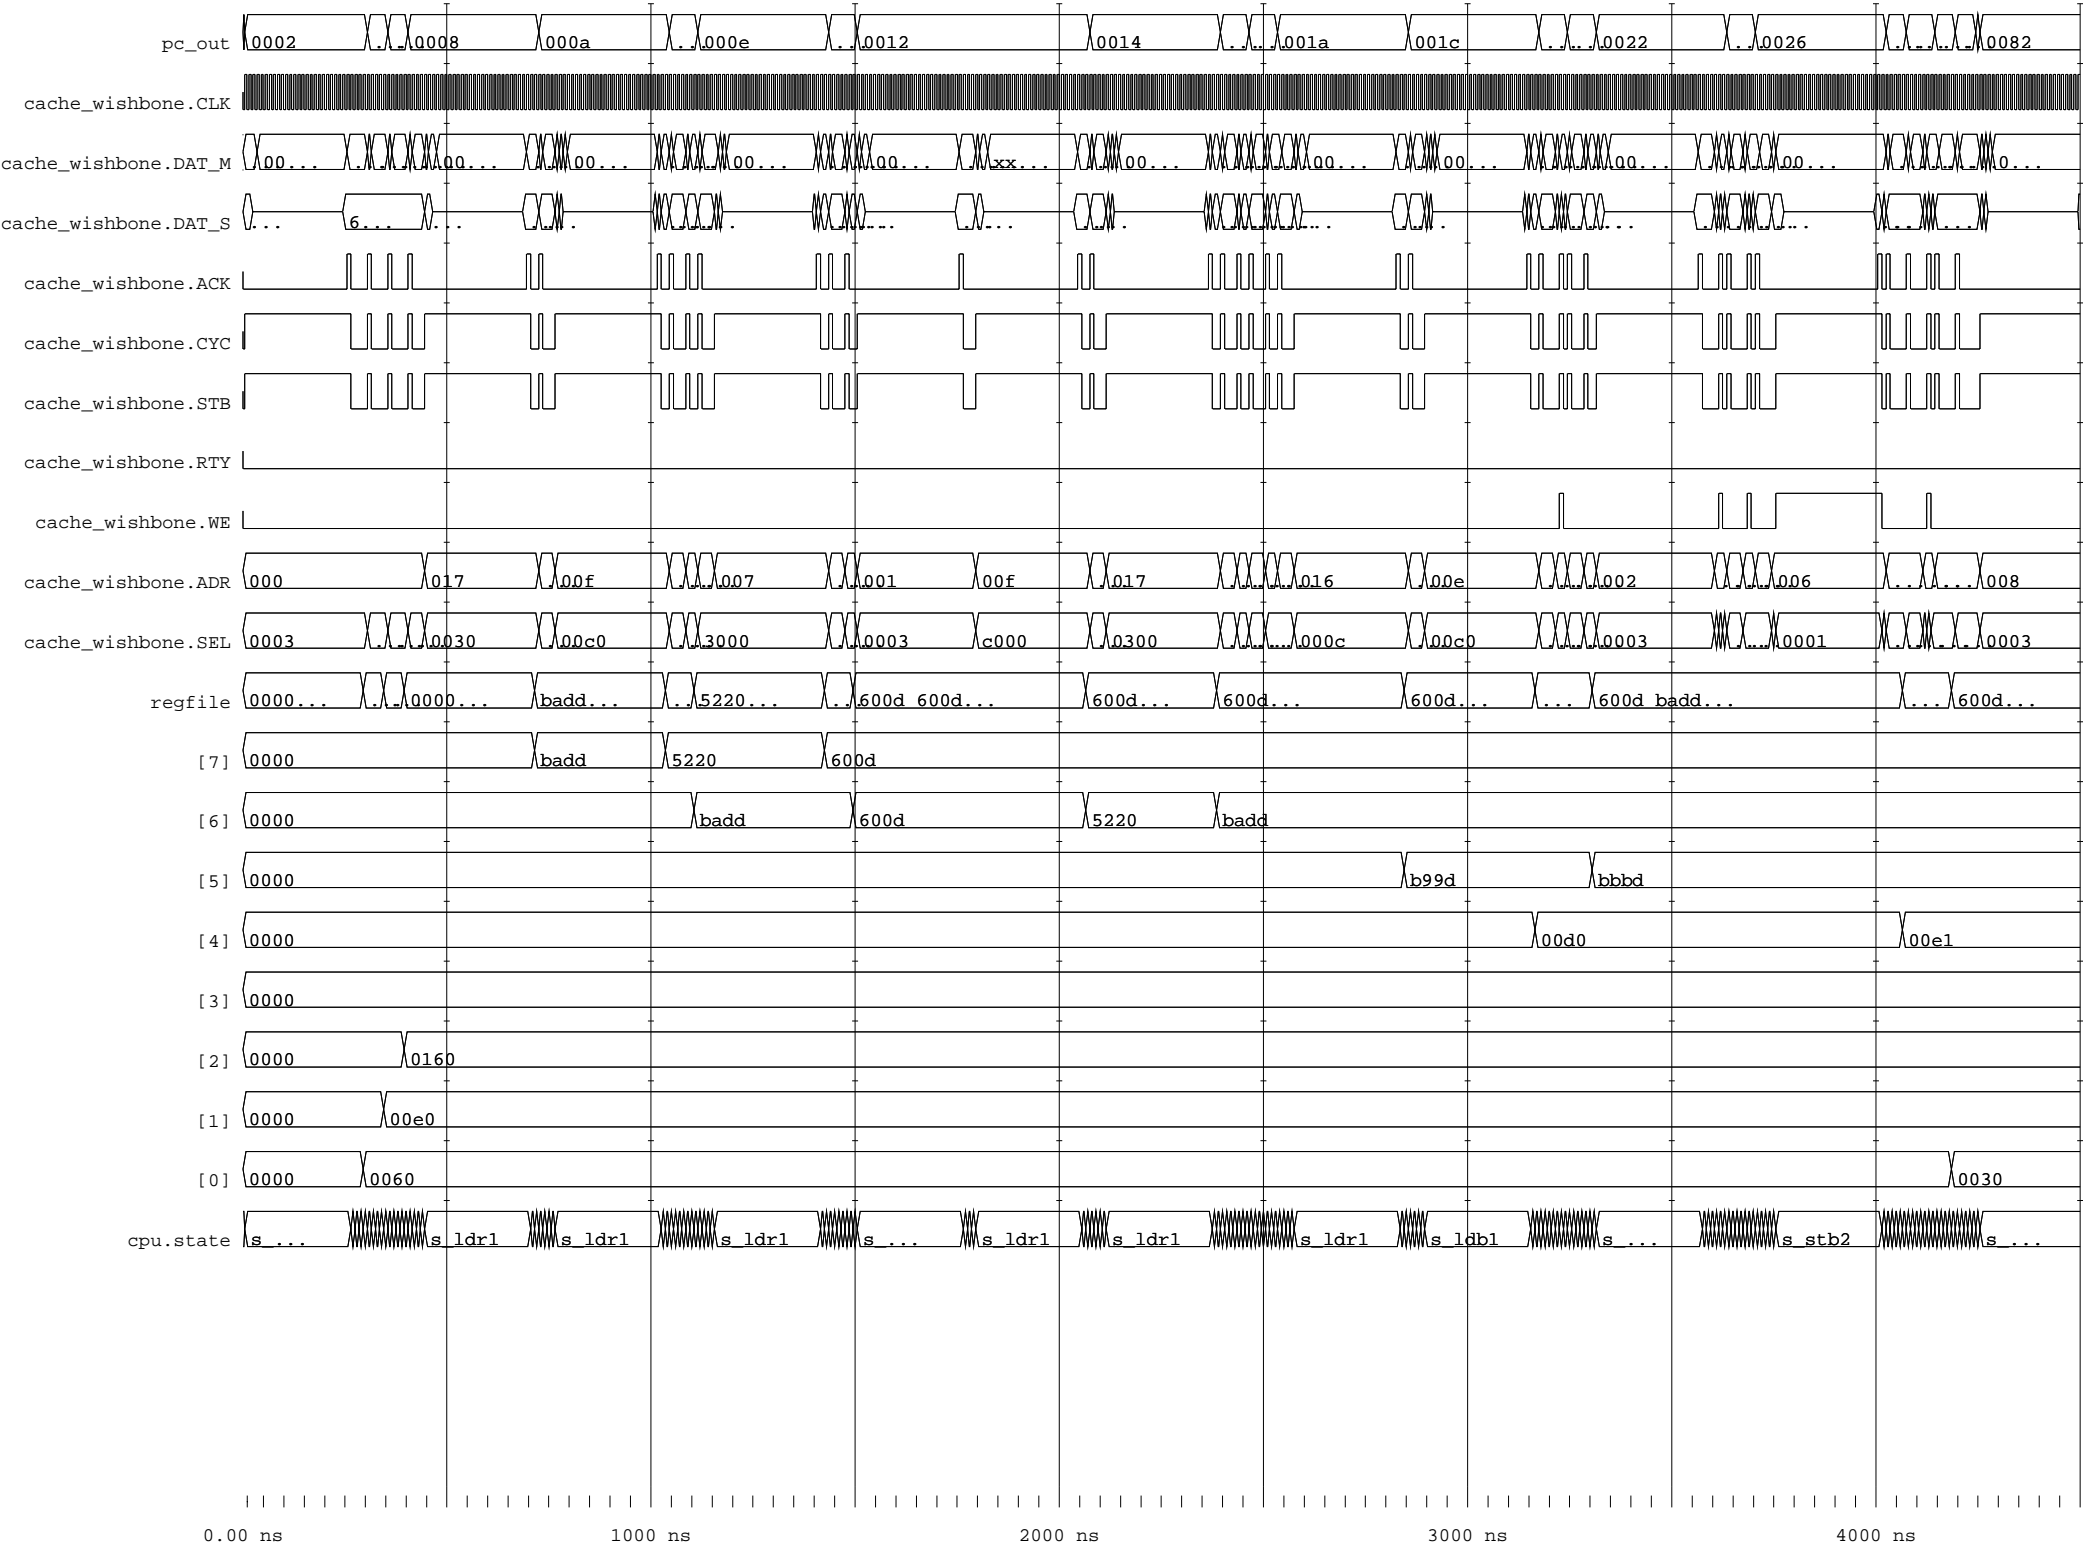 pc_out 0002 ... 0008 000a ... 000e ... 0012 0014 ... 001a 001c ... 0022 ... 0026 ... 0082
cache_wishbone.CLK
cache_wishbone.DAT_M 00... 00... 00... 00... 00... xx... 00... 00... 00... 00... 00... 0...
cache_wishbone.DAT_S ... 6... ...
cache_wishbone.ACK
cache_wishbone.CYC
cache_wishbone.STB
cache_wishbone.RTY
cache_wishbone.WE
cache_wishbone.ADR 000 017 00f 007 001 00f 017 016 00e 002 006 ... 008
cache_wishbone.SEL 0003 0030 00c0 3000 0003 c000 0300 000c 00c0 0003 0001 0003
regfile 0000... 0000... badd... 5220... 600d 600d... 600d... 600d... 600d... ... 600d badd... ... 600d...
[7] 0000 badd 5220 600d
[6] 0000 badd 600d 5220 badd
[5] 0000 b99d bbbd
[4] 0000 00d0 00e1
[3] 0000
[2] 0000 0160
[1] 0000 00e0
[0] 0000 0060 0030
cpu.state s_... s_ldr1 s_ldr1 s_ldr1 s_... s_ldr1 s_ldr1 s_ldr1 s_ldb1 s_... s_stb2 s_...
0.00 ns 1000 ns 2000 ns 3000 ns 4000 ns